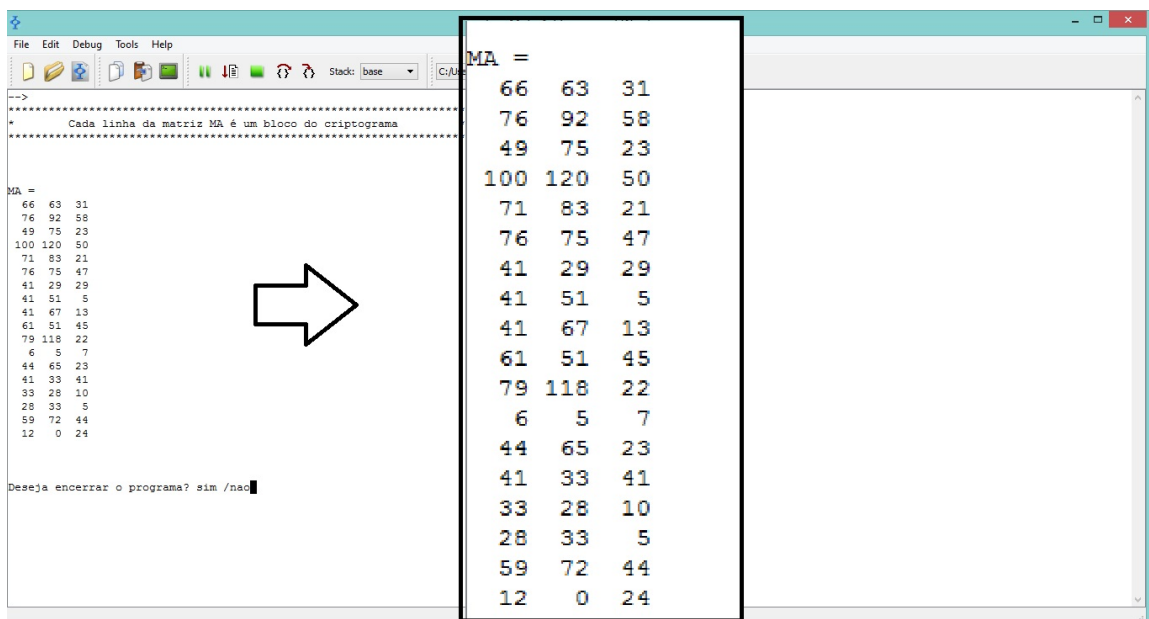 File Edit Debug Tools Help
Stack: base
-->
*       Cada linha da matriz MA é um bloco do criptograma
MA =
66 63 31
76 92 58
49 75 23
100 120 50
71 83 21
76 75 47
41 29 29
41 51 5
41 67 13
61 51 45
79 118 22
6 5 7
44 65 23
41 33 41
33 28 10
28 33 5
59 72 44
12 0 24
Deseja encerrar o programa? sim /nao
MA =
66 63 31
76 92 58
49 75 23
100 120 50
71 83 21
76 75 47
41 29 29
41 51 5
41 67 13
61 51 45
79 118 22
6 5 7
44 65 23
41 33 41
33 28 10
28 33 5
59 72 44
12 0 24